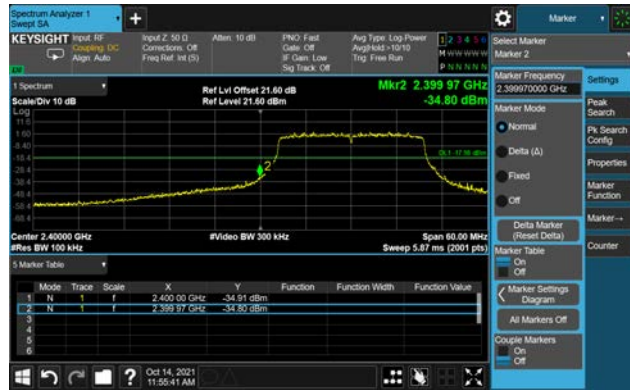 Spectrum Analyzer 1
Swept SA
+
Marker
KEYSIGHT
Input: RF
Coupling: DC
Align: Auto
Input Z: 50 Ω
Corrections: Off
Freq Ref: Int (S)
Atten: 10 dB
PNO: Fast
Gate: Off
IF Gain: Low
Sig Track: Off
Avg Type: Log-Power
Avg|Hold:>10/10
Trig: Free Run
1 2 3 4 5 6
M W W W W W
P N N N N N
Select Marker
Marker 2
1 Spectrum
Scale/Div 10 dB
Log
Ref Lvl Offset 21.60 dB
Ref Level 21.60 dBm
Mkr2 2.399 97 GHz
-34.80 dBm
11.6
1.60
-8.40
-18.4
-28.4
-38.4
-48.4
-58.4
-68.4
2
Center 2.40000 GHz
#Res BW 100 kHz
#Video BW 300 kHz
Span 60.00 MHz
Sweep 5.87 ms (2001 pts)
5 Marker Table
Mode Trace Scale X Y Function Function Width Function Value
1 N 1 f 2.400 00 GHz -34.91 dBm
2 N 1 f 2.399 97 GHz -34.80 dBm
3
4
5
6
Marker Frequency
2.399970000 GHz
Marker Mode
Normal
Delta (Δ)
Fixed
Off
Delta Marker
(Reset Delta)
Marker Table
On
Off
Marker Settings
Diagram
All Markers Off
Couple Markers
On
Off
Settings
Peak
Search
Pk Search
Config
Properties
Marker
Function
Marker→
Counter
?
Oct 14, 2021
11:55:41 AM